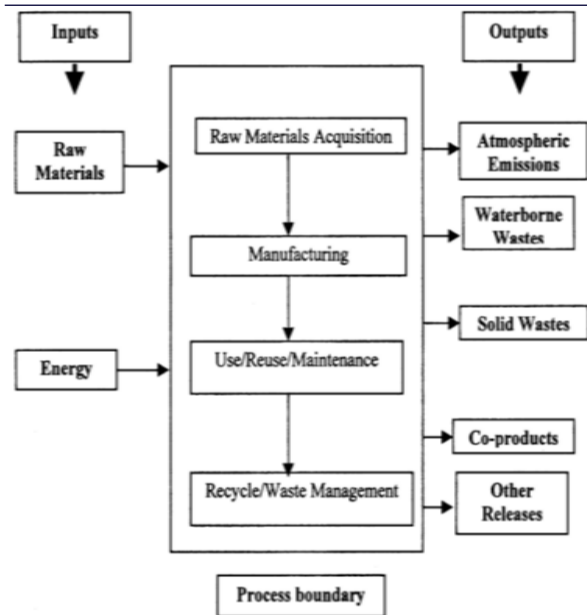 Inputs
Outputs
Raw
Materials
Raw Materials Acquisition
Atmospheric
Emissions
Waterborne
Wastes
Manufacturing
Solid Wastes
Energy
Use/Reuse/Maintenance
Co-products
Recycle/Waste Management
Other
Releases
Process boundary